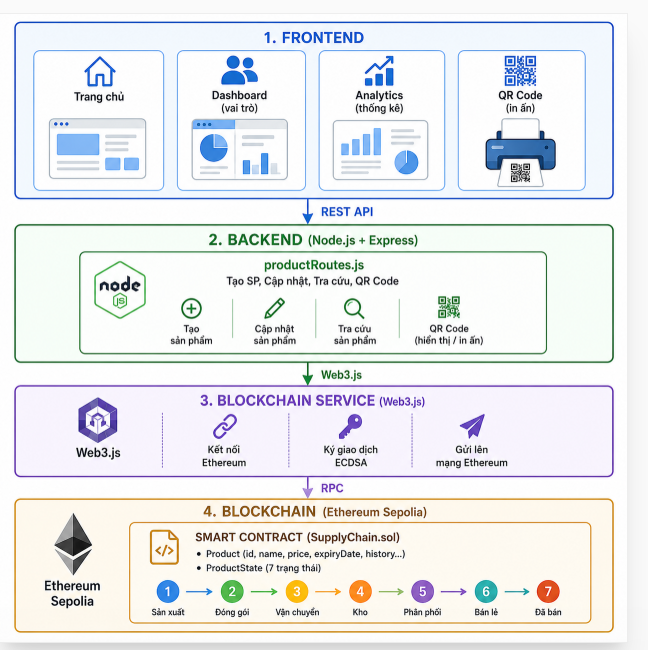 1. FRONTEND
Trang chủ
Dashboard
(vai trò)
Analytics
(thống kê)
QR Code
(in ấn)
REST API
2. BACKEND (Node.js + Express)
node
JS
productRoutes.js
Tạo SP, Cập nhật, Tra cứu, QR Code
Tạo
sản phẩm
Cập nhật
sản phẩm
Tra cứu
sản phẩm
QR Code
(hiển thị / in ấn)
Web3.js
3. BLOCKCHAIN SERVICE (Web3.js)
Web3.js
Kết nối
Ethereum
Ký giao dịch
ECDSA
Gửi lên
mạng Ethereum
RPC
4. BLOCKCHAIN (Ethereum Sepolia)
Ethereum
Sepolia
</>
SMART CONTRACT (SupplyChain.sol)
• Product (id, name, price, expiryDate, history...)
• ProductState (7 trạng thái)
1 2 3 4 5 6 7
Sản xuất Đóng gói Vận chuyển Kho Phân phối Bán lẻ Đã bán